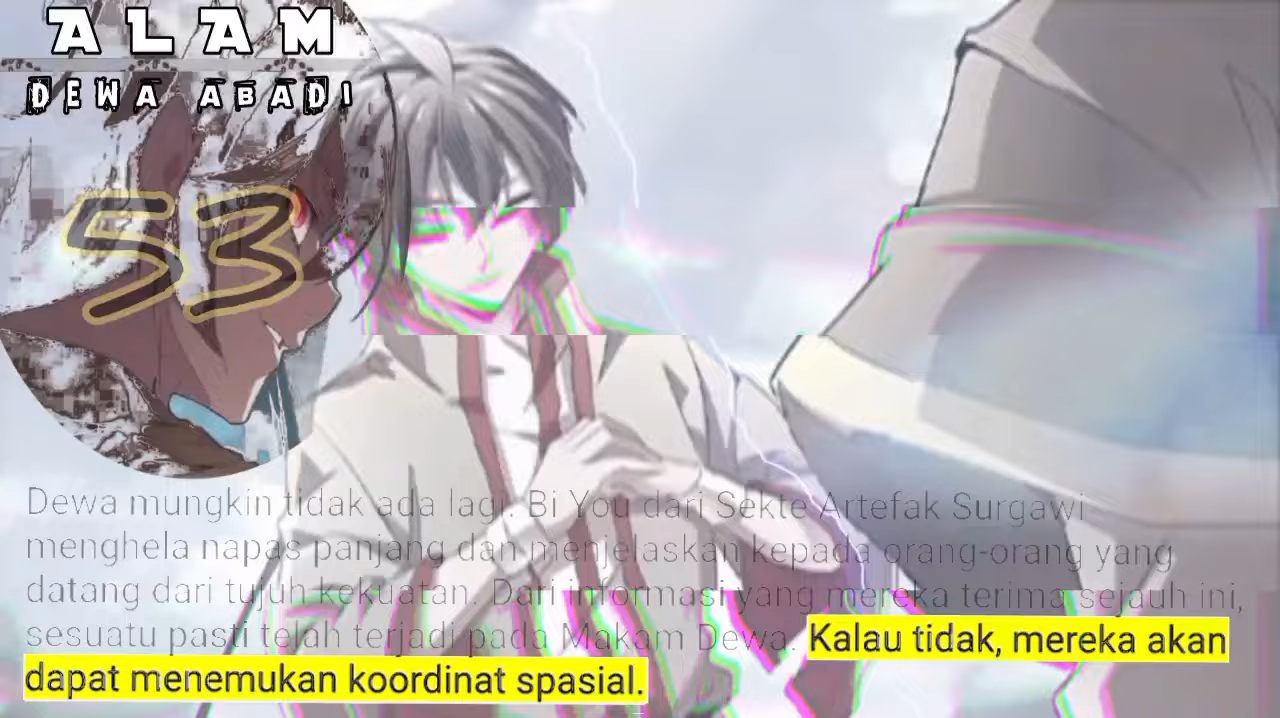 ALAM
DEWA ABADI
53
Dewa mungkin tidak ada lagi. Bi You dari Sekte Artefak Surgawi
menghela napas panjang dan menjelaskan kepada orang-orang yang
datang dari tujuh kekuatan. Dari informasi yang mereka terima sejauh ini,
sesuatu pasti telah terjadi pada Makam Dewa. Kalau tidak, mereka akan
dapat menemukan koordinat spasial.